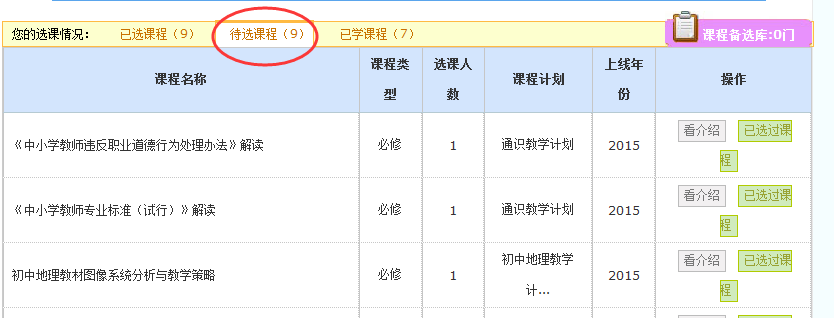 您的选课情况： 已选课程（9） 待选课程（9） 已学课程（7） 课程备选库:0门
课程名称 课程类型 选课人数 课程计划 上线年份 操作
《中小学教师违反职业道德行为处理办法》解读 必修 1 通识教学计划 2015 看介绍 已选过课程
《中小学教师专业标准（试行）》解读 必修 1 通识教学计划 2015 看介绍 已选过课程
初中地理教材图像系统分析与教学策略 必修 1 初中地理教学计... 2015 看介绍 已选过课程